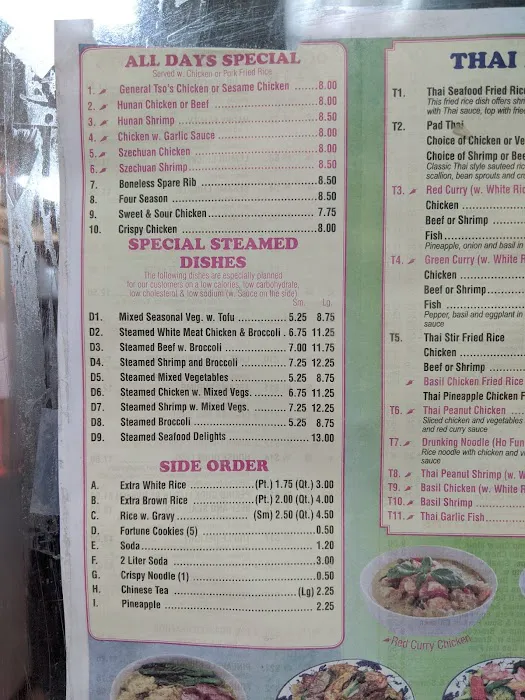 ALL DAYS SPECIAL
Served w. Chicken or Pork Fried Rice
1. General Tso's Chicken or Sesame Chicken ......8.00
2. Hunan Chicken or Beef ......8.00
3. Hunan Shrimp ......8.50
4. Chicken w. Garlic Sauce ......8.00
5. Szechuan Chicken ......8.00
6. Szechuan Shrimp ......8.50
7. Boneless Spare Rib ......8.50
8. Four Season ......8.50
9. Sweet & Sour Chicken ......7.75
10. Crispy Chicken ......8.00
SPECIAL STEAMED
DISHES
The following dishes are especially planned
for our customers on a low calories, low carbohydrate,
low cholesterol & low sodium (w. Sauce on the side)
Sm. Lg.
D1. Mixed Seasonal Veg. w. Tofu ......5.25 8.75
D2. Steamed White Meat Chicken & Broccoli . 6.75 11.25
D3. Steamed Beef w. Broccoli ......7.00 11.75
D4. Steamed Shrimp and Broccoli ......7.25 12.25
D5. Steamed Mixed Vegetables ......5.25 8.75
D6. Steamed Chicken w. Mixed Vegs. ......6.75 11.25
D7. Steamed Shrimp w. Mixed Vegs. ......7.25 12.25
D8. Steamed Broccoli ......5.25 8.75
D9. Steamed Seafood Delights ......13.00
SIDE ORDER
A. Extra White Rice ......(Pt.) 1.75 (Qt.) 3.00
B. Extra Brown Rice ......(Pt.) 2.00 (Qt.) 4.00
C. Rice w. Gravy ......(Sm) 2.50 (Qt.) 4.50
D. Fortune Cookies (5) ......0.50
E. Soda ......1.20
F. 2 Liter Soda ......3.00
G. Crispy Noodle (1) ......0.50
H. Chinese Tea ......(Lg) 2.25
I. Pineapple ......2.25
THAI
T1. Thai Seafood Fried Rice
This fried rice dish offers
with Thai sauce, top with
T2. Pad Thai
Choice of Chicken or
Choice of Shrimp or
Classic Thai style sauteed
scallion, bean sprouts and
T3. Red Curry (w. White
Chicken ......
Beef or Shrimp ......
Fish ......
Pineapple, onion and basil in
T4. Green Curry (w. White
Chicken ......
Beef or Shrimp ......
Fish ......
Pepper, basil and eggplant in
sauce
T5. Thai Stir Fried Rice
Chicken ......
Beef or Shrimp ......
Basil Chicken Fried Rice
Thai Pineapple Chicken
T6. Thai Peanut Chicken ......
Sliced chicken and vegetables
and red curry sauce
T7. Drunking Noodle (Ho Fun
Rice noodle with chicken and
sauce
T8. Thai Peanut Shrimp (w.
T9. Basil Chicken (w. White
T10. Basil Shrimp ......
T11. Thai Garlic Fish ......
Red Curry Chicken